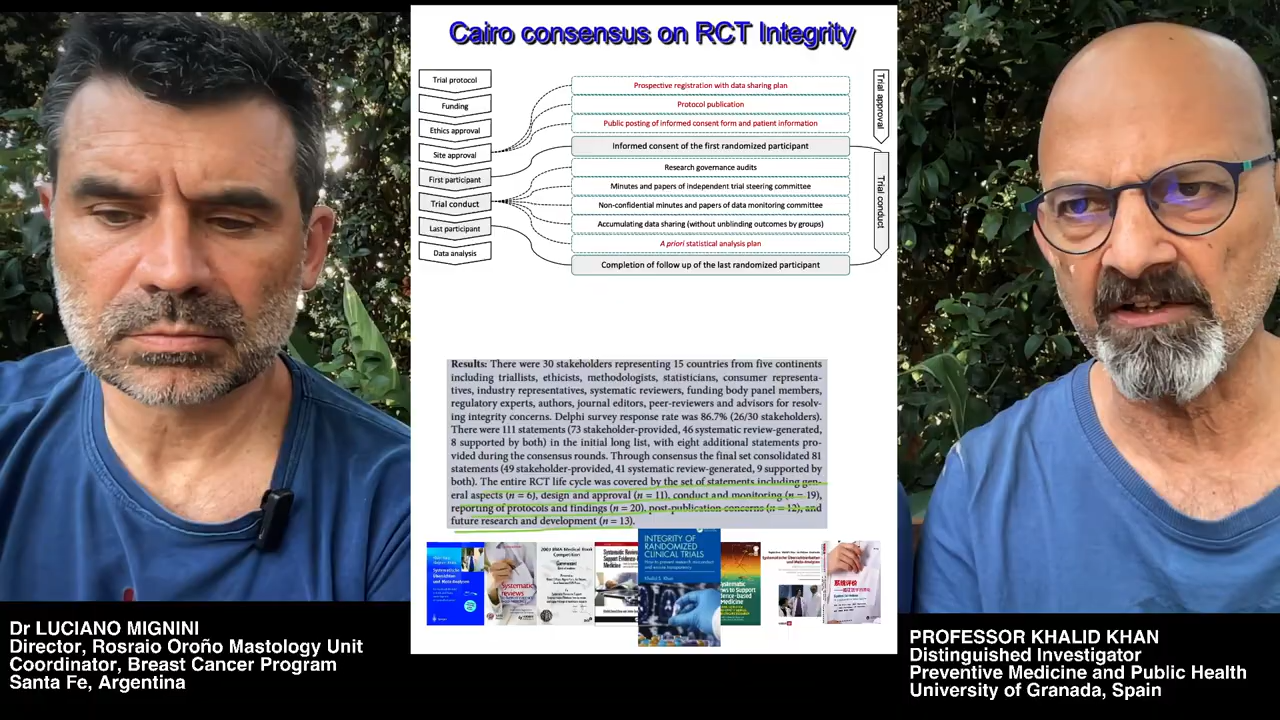 Cairo consensus on RCT Integrity
Trial protocol
Funding
Ethics approval
Site approval
First participant
Trial conduct
Last participant
Data analysis
Prospective registration with data sharing plan
Protocol publication
Public posting of informed consent form and patient information
Informed consent of the first randomized participant
Research governance audits
Minutes and papers of independent trial steering committee
Non-confidential minutes and papers of data monitoring committee
Accumulating data sharing (without unblinding outcomes by groups)
A priori statistical analysis plan
Completion of follow up of the last randomized participant
Trial approval
Trial conduct
Results: There were 30 stakeholders representing 15 countries from five continents
including triallists, ethicists, methodologists, statisticians, consumer representa-
tives, industry representatives, systematic reviewers, funding body panel members,
regulatory experts, authors, journal editors, peer-reviewers and advisors for resolv-
ing integrity concerns. Delphi survey response rate was 86.7% (26/30 stakeholders).
There were 111 statements (73 stakeholder-provided, 46 systematic review-generated,
8 supported by both) in the initial long list, with eight additional statements pro-
vided during the consensus rounds. Through consensus the final set consolidated 81
statements (49 stakeholder-provided, 41 systematic review-generated, 9 supported by
both). The entire RCT life cycle was covered by the set of statements including gen-
eral aspects (n = 6), design and approval (n = 11), conduct and monitoring (n = 19),
reporting of protocols and findings (n = 20), post-publication concerns (n = 12), and
future research and development (n = 13).
INTEGRITY OF
RANDOMIZED
CLINICAL TRIALS
How to prevent research misconduct
and ensure transparency
Khalid S. Khan
Systematic
reviews
DR LUCIANO MIGNINI
Director, Rosraio Oroño Mastology Unit
Coordinator, Breast Cancer Program
Santa Fe, Argentina
PROFESSOR KHALID KHAN
Distinguished Investigator
Preventive Medicine and Public Health
University of Granada, Spain